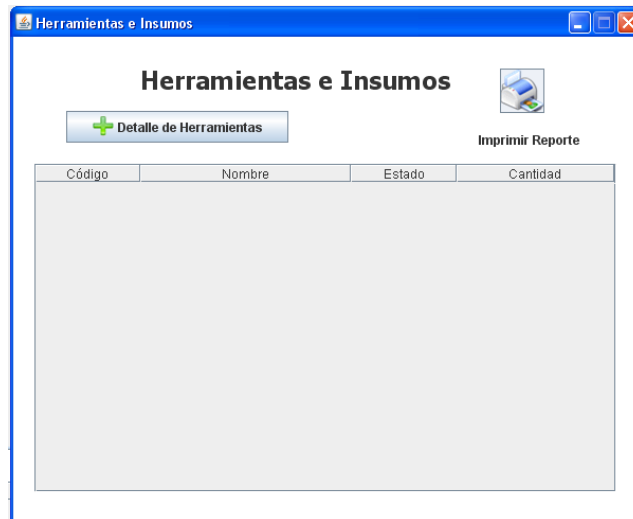 Herramientas e Insumos
Herramientas e Insumos
Detalle de Herramientas
Imprimir Reporte
Código Nombre Estado Cantidad